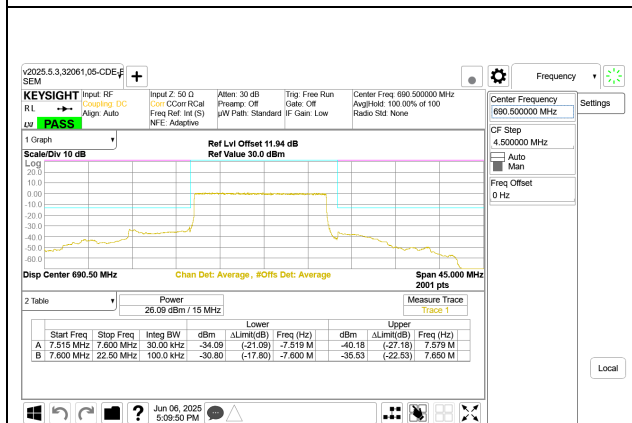 v2025.5.3,32061,05-CDE-F
SEM
+
Frequency
KEYSIGHT
RL
LXI
PASS
Input: RF
Coupling: DC
Align: Auto
Input Z: 50 Ω
Corr CCorr RCal
Freq Ref: Int (S)
NFE: Adaptive
Atten: 30 dB
Preamp: Off
µW Path: Standard
Trig: Free Run
Gate: Off
IF Gain: Low
Center Freq: 690.500000 MHz
Avg|Hold: 100.00% of 100
Radio Std: None
Center Frequency
690.500000 MHz
Settings
CF Step
4.500000 MHz
Auto
Man
Freq Offset
0 Hz
1 Graph
Scale/Div 10 dB
Ref Lvl Offset 11.94 dB
Ref Value 30.0 dBm
Log
20.0
10.0
0.00
-10.0
-20.0
-30.0
-40.0
-50.0
-60.0
Disp Center 690.50 MHz
Chan Det: Average , #Offs Det: Average
Span 45.000 MHz
2001 pts
2 Table
Power
26.09 dBm / 15 MHz
Measure Trace
Trace 1
Lower Upper
Start Freq Stop Freq Integ BW dBm ΔLimit(dB) Freq (Hz) dBm ΔLimit(dB) Freq (Hz)
A 7.515 MHz 7.600 MHz 30.00 kHz -34.09 (-21.09) -7.519 M -40.18 (-27.18) 7.579 M
B 7.600 MHz 22.50 MHz 100.0 kHz -30.80 (-17.80) -7.600 M -35.53 (-22.53) 7.650 M
Local
?
Jun 06, 2025
5:09:50 PM